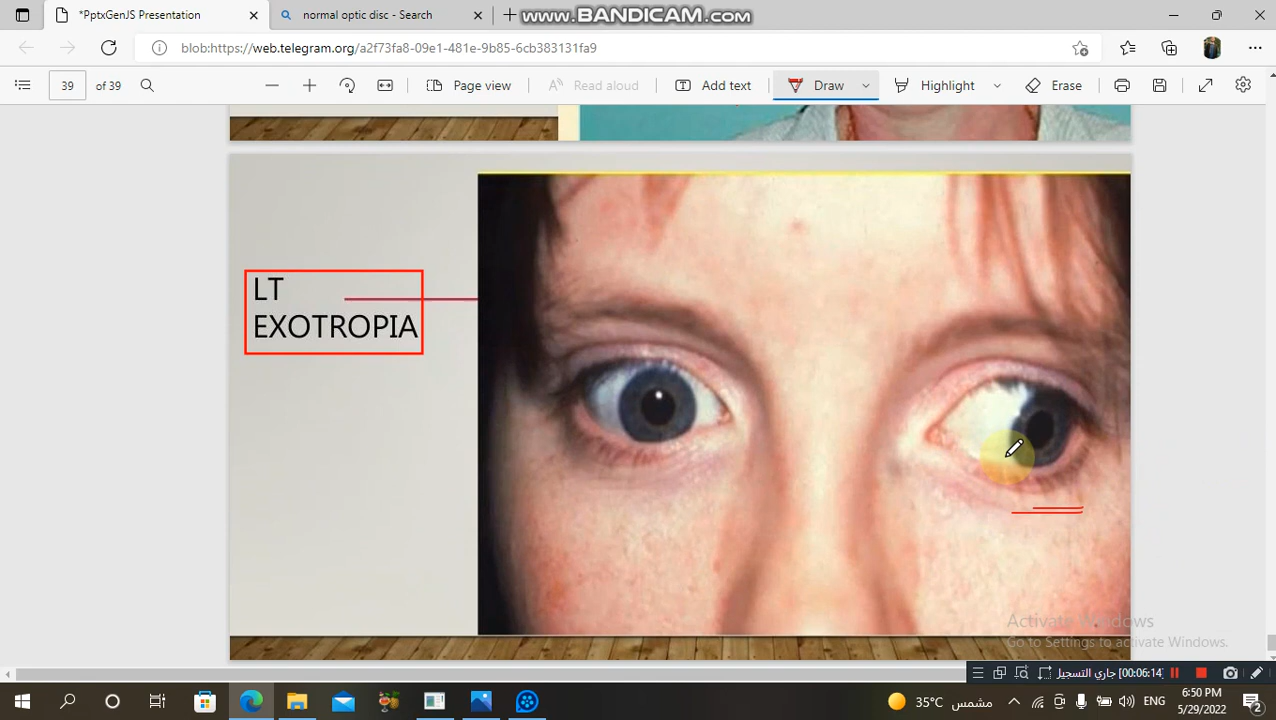 *PptxGenJS Presentation
normal optic disc - Search
www.BANDICAM.com
blob:https://web.telegram.org/a2f73fa8-09e1-481e-9b85-6cb383131fa9
39 of 39
Page view
Read aloud
Add text
Draw
Highlight
Erase
LT
EXOTROPIA
Activate Windows
Go to Settings to activate Windows.
جاري التسجيل [00:06:14]
35°C مشمس
ENG
5:50 PM
5/29/2022
2